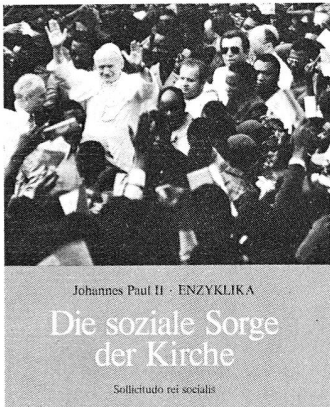 Johannes Paul II · ENZYKLIKA
Die soziale Sorge
der Kirche
Sollicitudo rei socialis